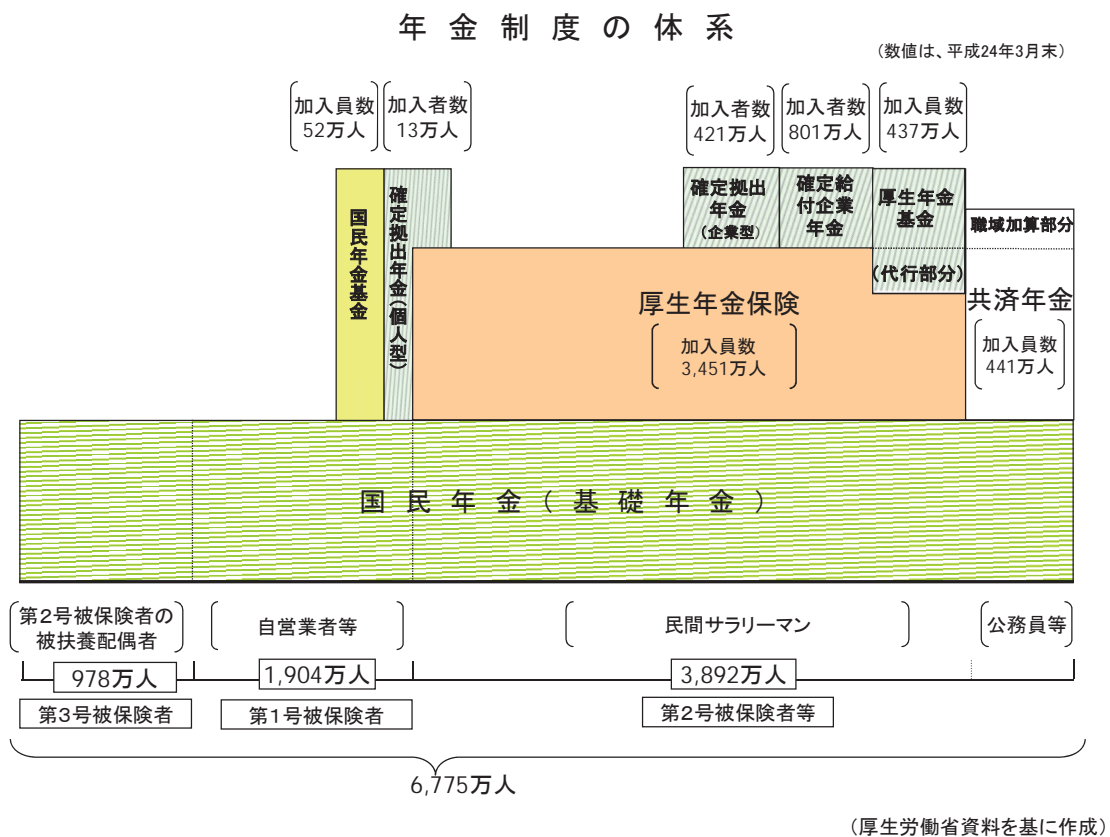 年金制度の体系
（数値は、平成24年3月末）
加入員数
52万人
加入者数
13万人
加入者数
421万人
加入者数
801万人
加入員数
437万人
国民年金基金
確定拠出年金（個人型）
確定拠出
年金
（企業型）
確定給
付企業
年金
厚生年金
基金
（代行部分）
職域加算部分
厚生年金保険
加入員数
3,451万人
共済年金
加入員数
441万人
国民年金（基礎年金）
第２号被保険者の
被扶養配偶者
自営業者等
民間サラリーマン
公務員等
978万人
1,904万人
3,892万人
第３号被保険者
第１号被保険者
第２号被保険者等
6,775万人
（厚生労働省資料を基に作成）